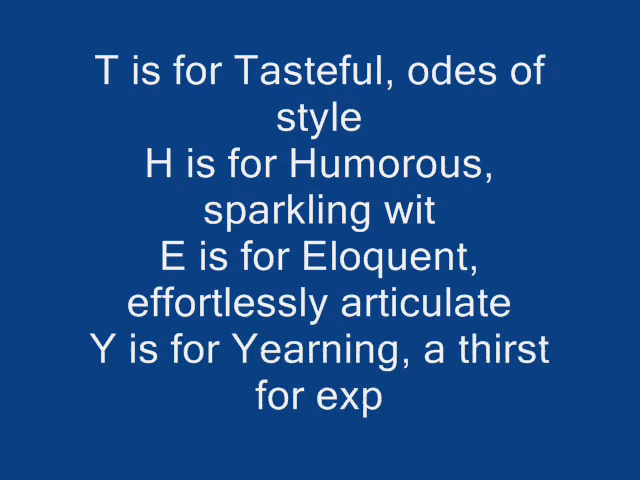 T is for Tasteful, odes of
style
H is for Humorous,
sparkling wit
E is for Eloquent,
effortlessly articulate
Y is for Yearning, a thirst
for exp